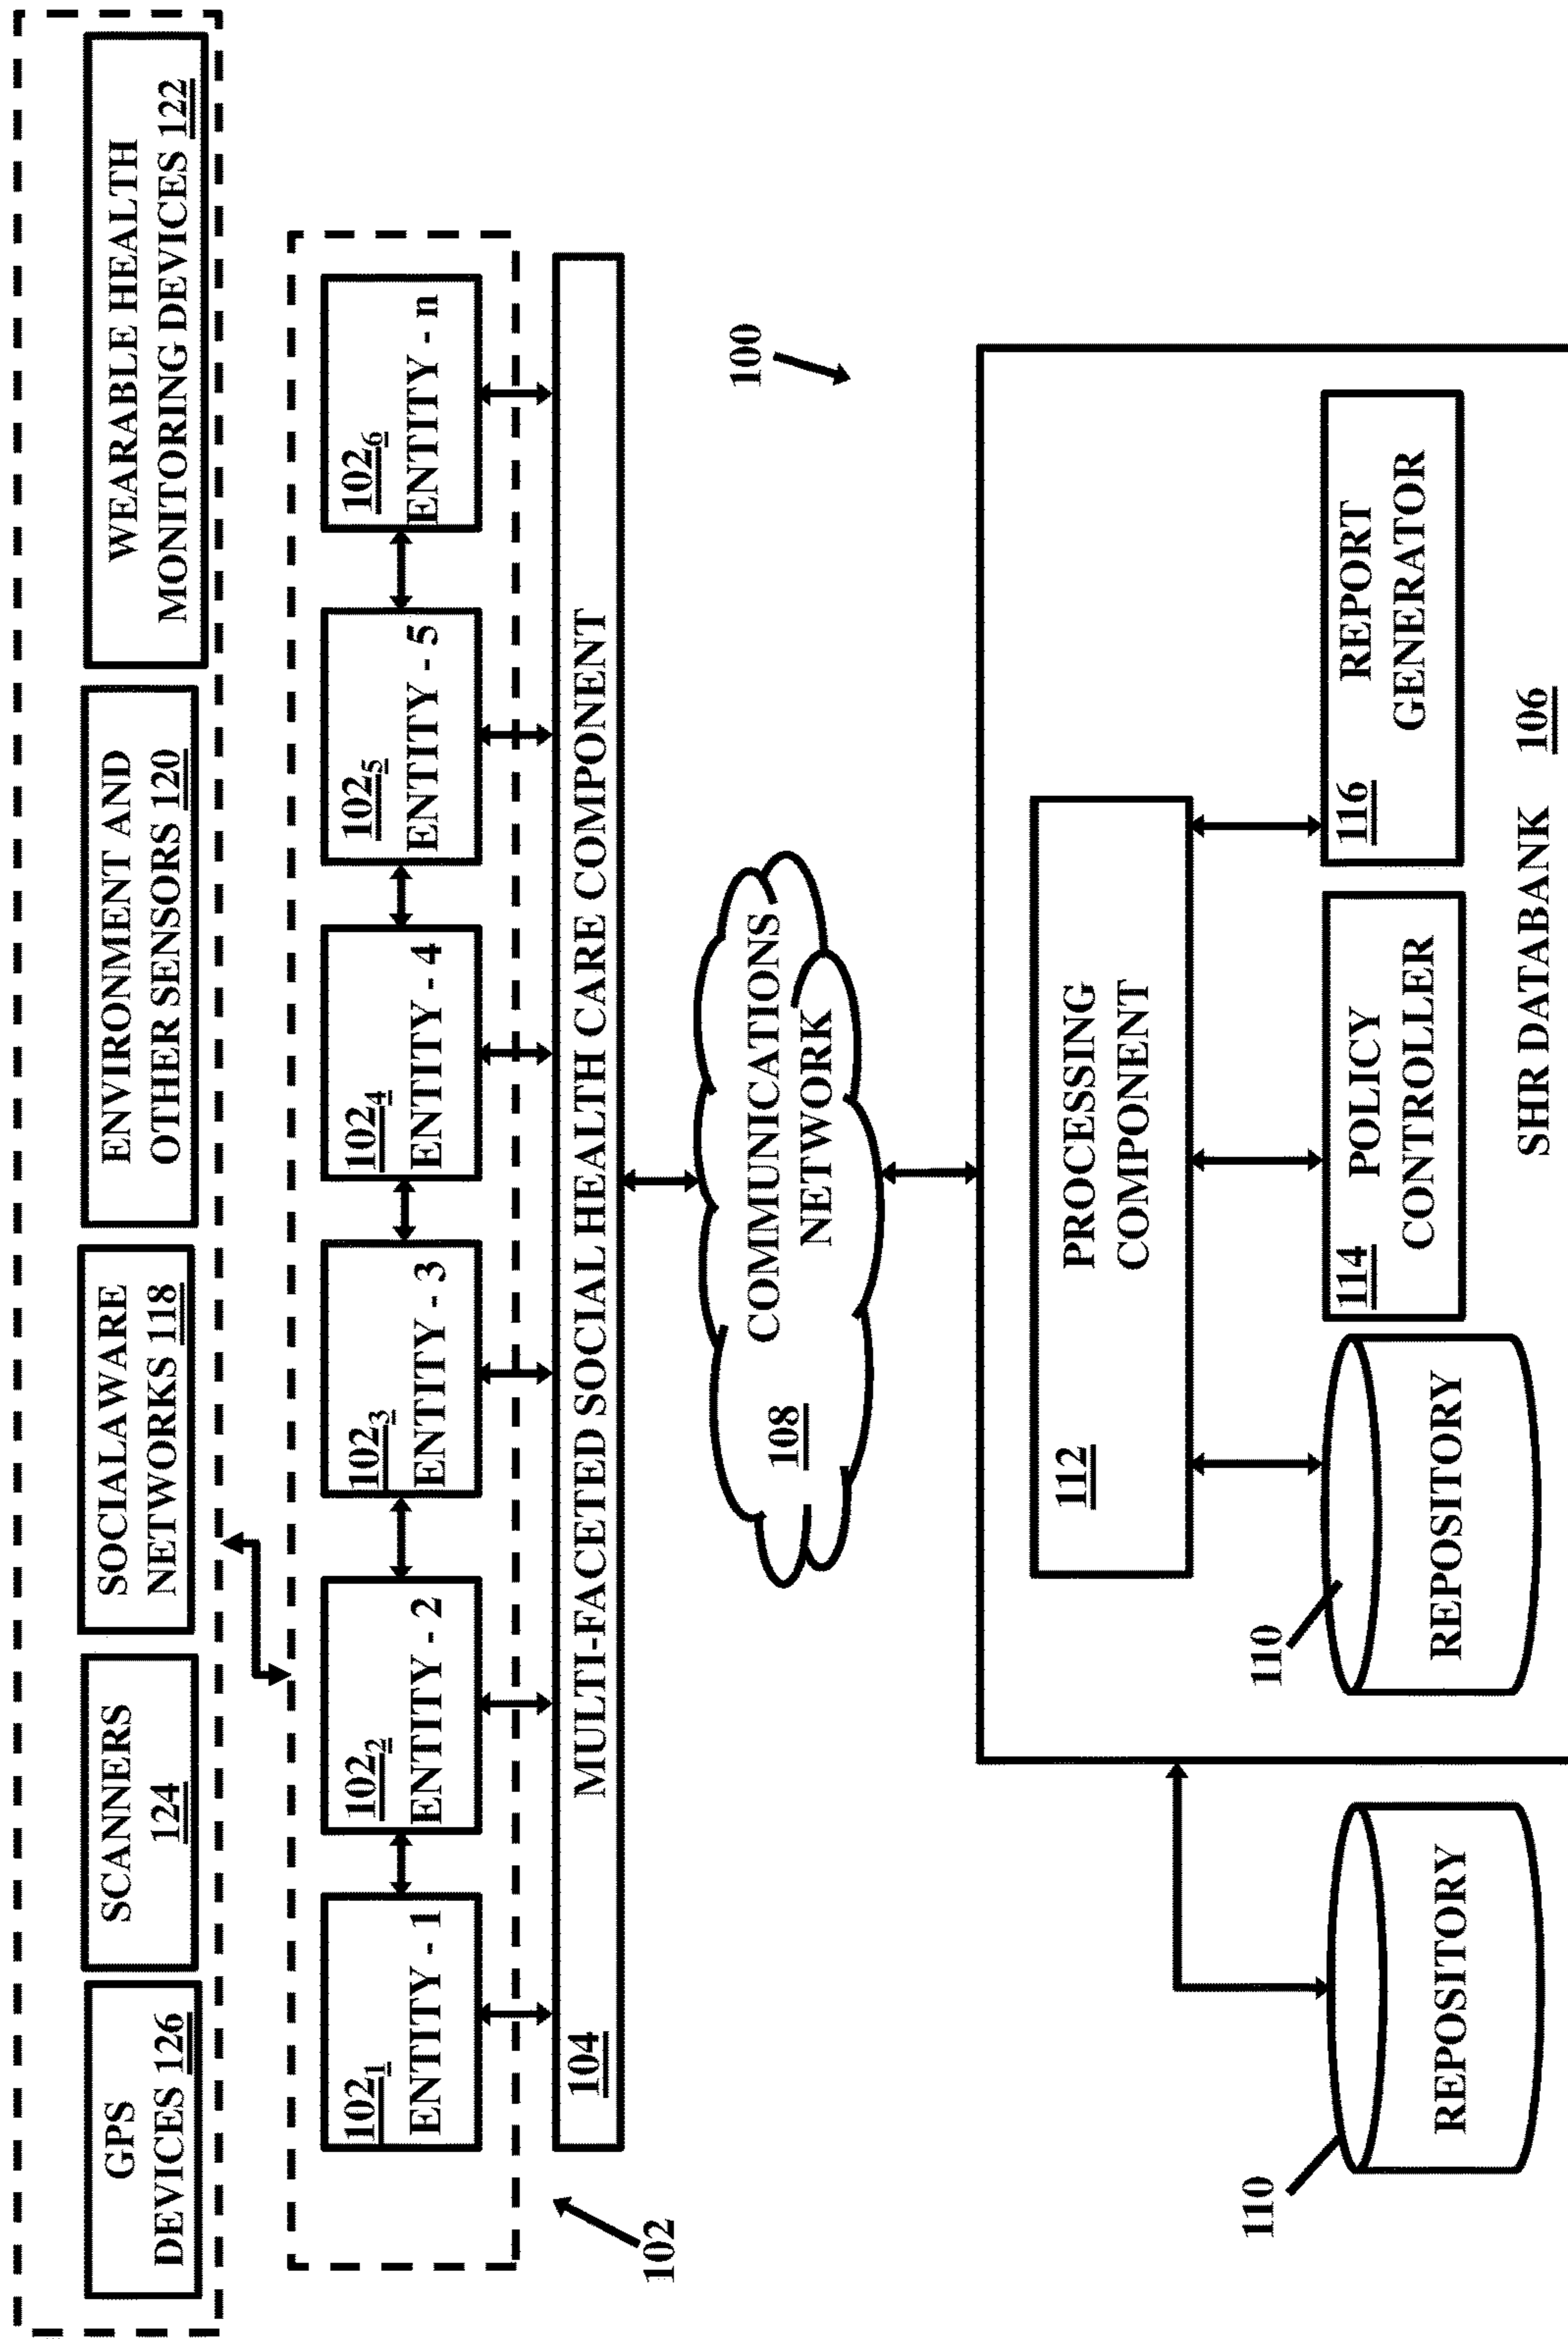 GPS
DEVICES 126
SCANNERS
124
SOCIALAWARE
NETWORKS 118
ENVIRONMENT AND
OTHER SENSORS 120
WEARABLE HEALTH
MONITORING DEVICES 122
102₁
ENTITY - 1
102₂
ENTITY - 2
102₃
ENTITY - 3
102₄
ENTITY - 4
102₅
ENTITY - 5
102₆
ENTITY - n
102
104 MULTI-FACETED SOCIAL HEALTH CARE COMPONENT
100
COMMUNICATIONS
NETWORK
108
PROCESSING
COMPONENT
112
110
REPOSITORY
110
REPOSITORY
114
POLICY
CONTROLLER
116
REPORT
GENERATOR
SHR DATABANK 106